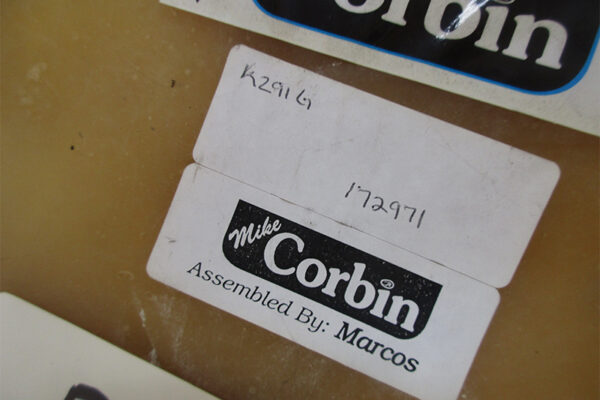 Corbin
K291G
172971
Mike
Corbin
Assembled By: Marcos